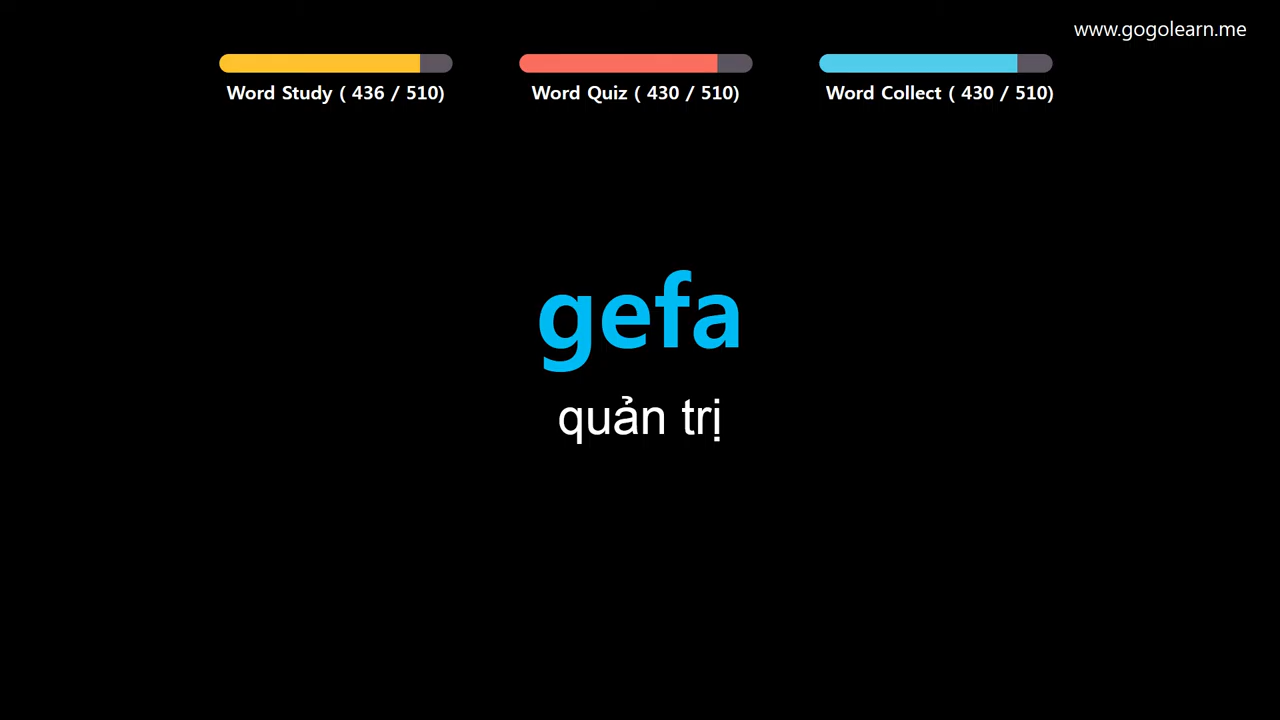 www.gogolearn.me
Word Study ( 436 / 510)
Word Quiz ( 430 / 510)
Word Collect ( 430 / 510)
gefa
quản trị